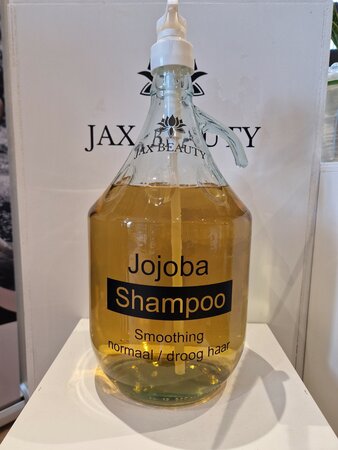 JAX BEAUTY
JAX BEAUTY
Jojoba
Shampoo
Smoothing
normaal / droog haar